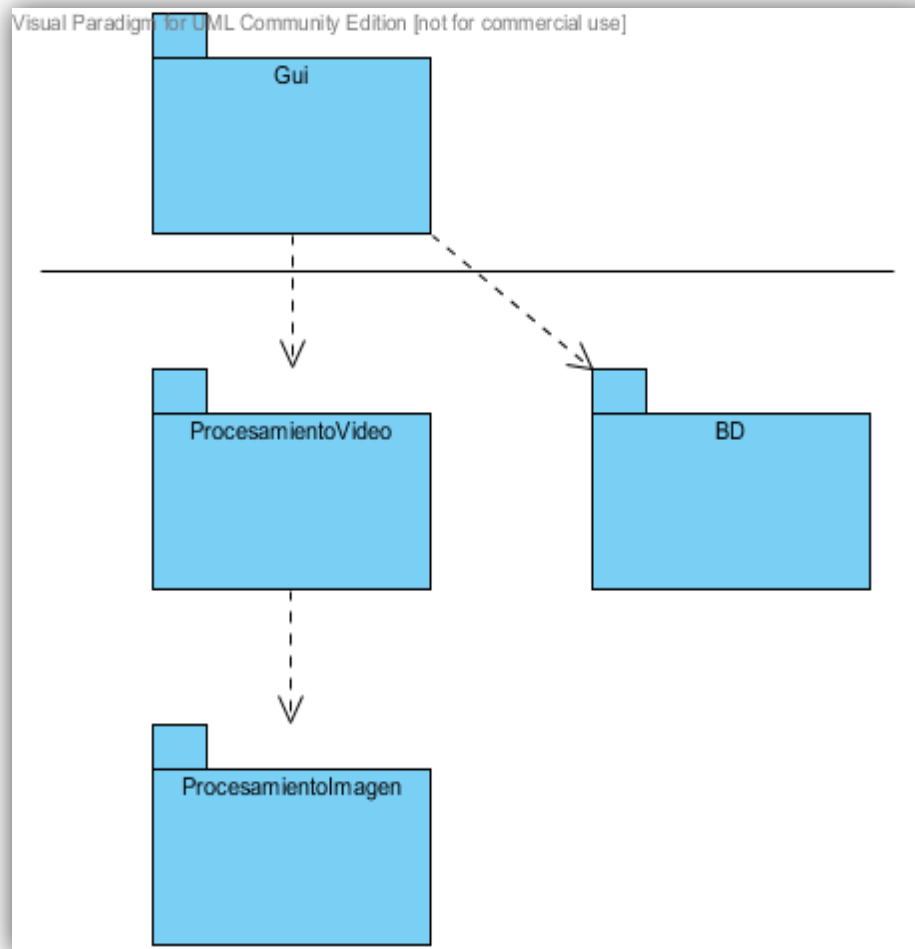 Visual Paradigm for UML Community Edition [not for commercial use]
Gui
ProcesamientoVideo
BD
ProcesamientoImagen